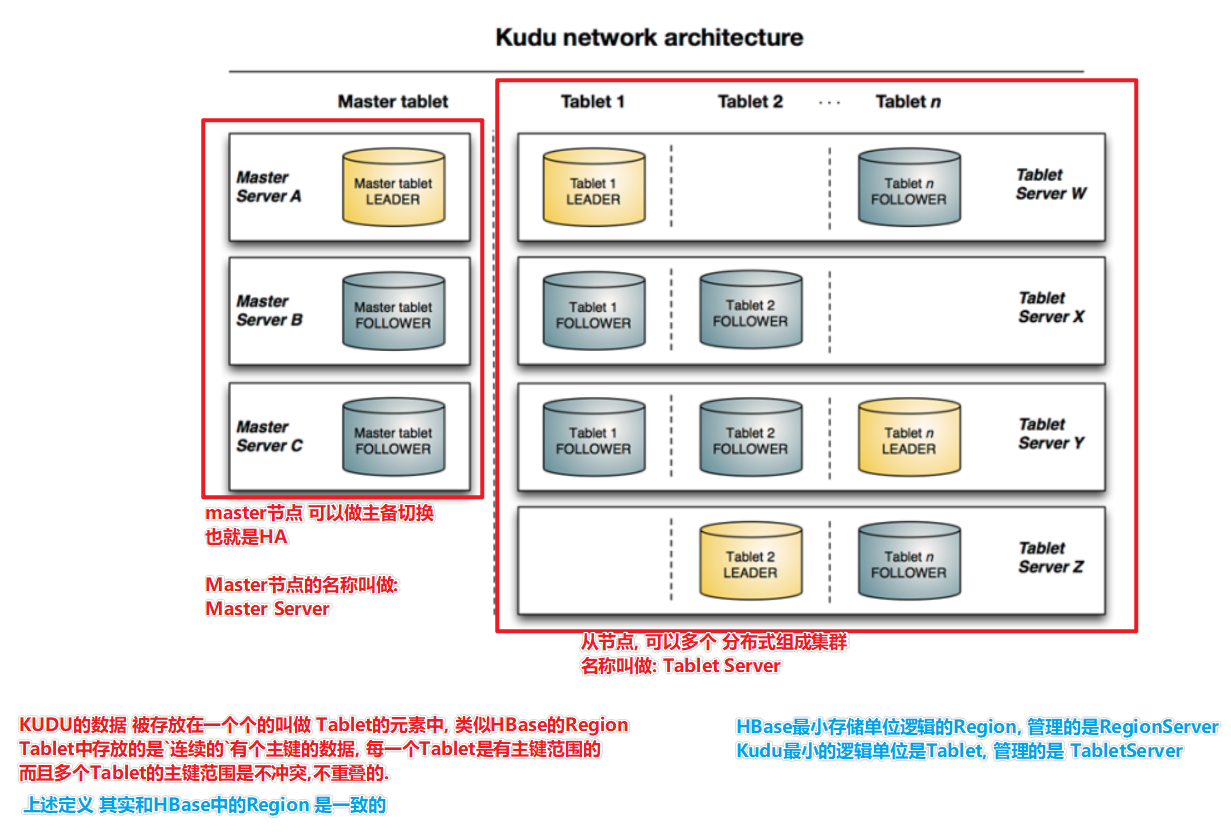 Kudu network architecture
Master tablet
Tablet 1
Tablet 2
· · ·
Tablet n
Master
Server A
Master tablet
LEADER
Tablet 1
LEADER
Tablet n
FOLLOWER
Tablet
Server W
Master
Server B
Master tablet
FOLLOWER
Tablet 1
FOLLOWER
Tablet 2
FOLLOWER
Tablet
Server X
Master
Server C
Master tablet
FOLLOWER
Tablet 1
FOLLOWER
Tablet 2
FOLLOWER
Tablet n
LEADER
Tablet
Server Y
Tablet 2
LEADER
Tablet n
FOLLOWER
Tablet
Server Z
master节点 可以做主备切换
也就是HA
Master节点的名称叫做:
Master Server
从节点, 可以多个 分布式组成集群
名称叫做: Tablet Server
KUDU的数据 被存放在一个个的叫做 Tablet的元素中, 类似HBase的Region
Tablet中存放的是`连续的`有个主键的数据, 每一个Tablet是有主键范围的
而且多个Tablet的主键范围是不冲突,不重叠的.
上述定义 其实和HBase中的Region 是一致的
HBase最小存储单位逻辑的Region, 管理的是RegionServer
Kudu最小的逻辑单位是Tablet, 管理的是 TabletServer